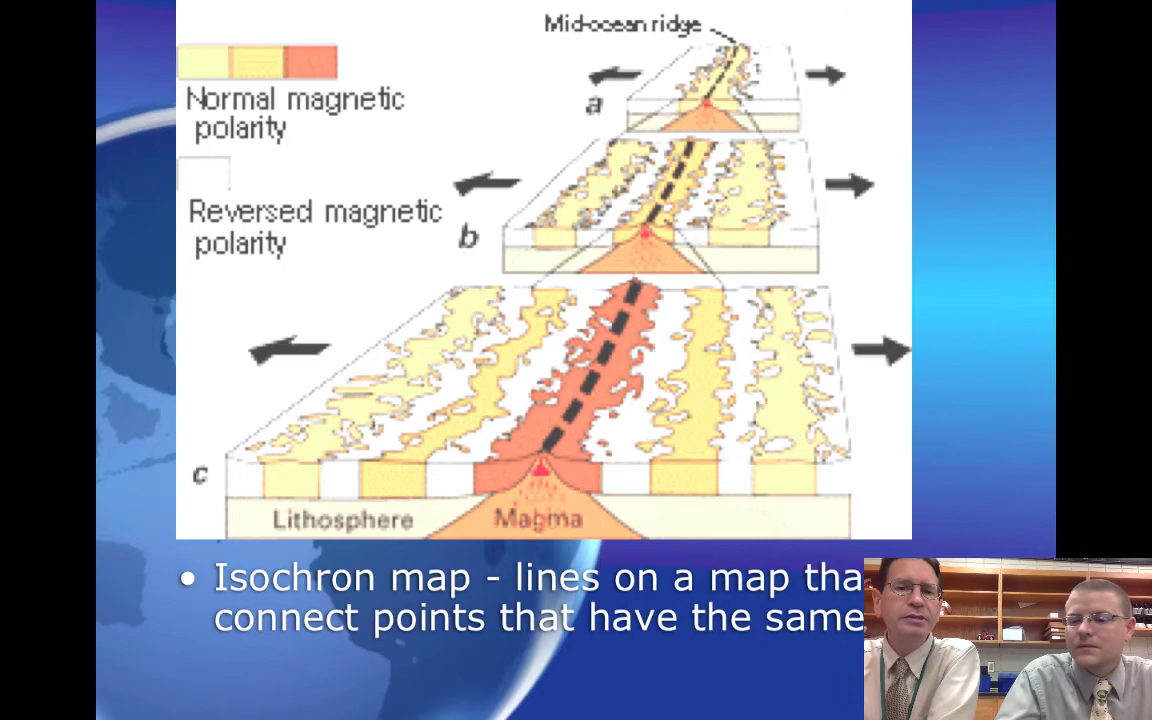 Mid-ocean ridge
Normal magnetic
polarity
a
Reversed magnetic
polarity
b
c
Lithosphere
Magma
• Isochron map - lines on a map tha
connect points that have the same